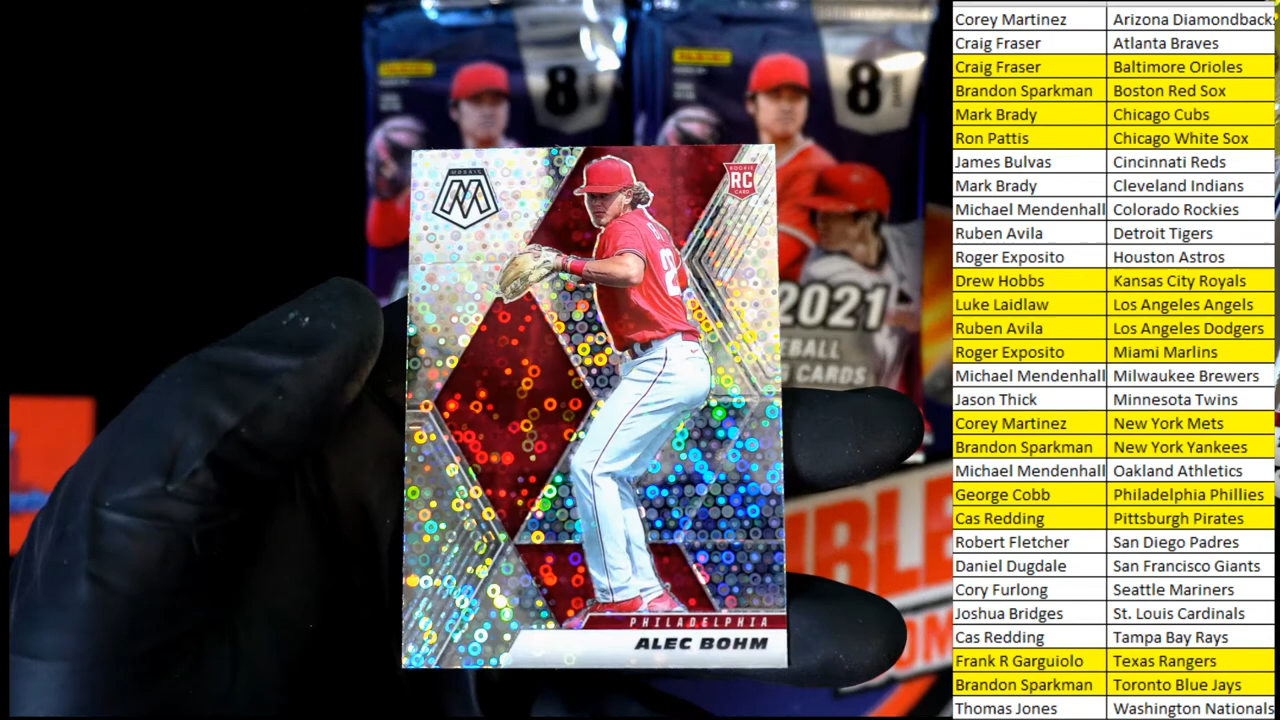 PANINI
8
PANINI
8
MOSAIC
M
ROOKIE
RC
CARD
2
2021
CARDS
PHILADELPHIA
ALEC BOHM
Corey Martinez Arizona Diamondbacks
Craig Fraser Atlanta Braves
Craig Fraser Baltimore Orioles
Brandon Sparkman Boston Red Sox
Mark Brady Chicago Cubs
Ron Pattis Chicago White Sox
James Bulvas Cincinnati Reds
Mark Brady Cleveland Indians
Michael Mendenhall Colorado Rockies
Ruben Avila Detroit Tigers
Roger Exposito Houston Astros
Drew Hobbs Kansas City Royals
Luke Laidlaw Los Angeles Angels
Ruben Avila Los Angeles Dodgers
Roger Exposito Miami Marlins
Michael Mendenhall Milwaukee Brewers
Jason Thick Minnesota Twins
Corey Martinez New York Mets
Brandon Sparkman New York Yankees
Michael Mendenhall Oakland Athletics
George Cobb Philadelphia Phillies
Cas Redding Pittsburgh Pirates
Robert Fletcher San Diego Padres
Daniel Dugdale San Francisco Giants
Cory Furlong Seattle Mariners
Joshua Bridges St. Louis Cardinals
Cas Redding Tampa Bay Rays
Frank R Garguiolo Texas Rangers
Brandon Sparkman Toronto Blue Jays
Thomas Jones Washington Nationals